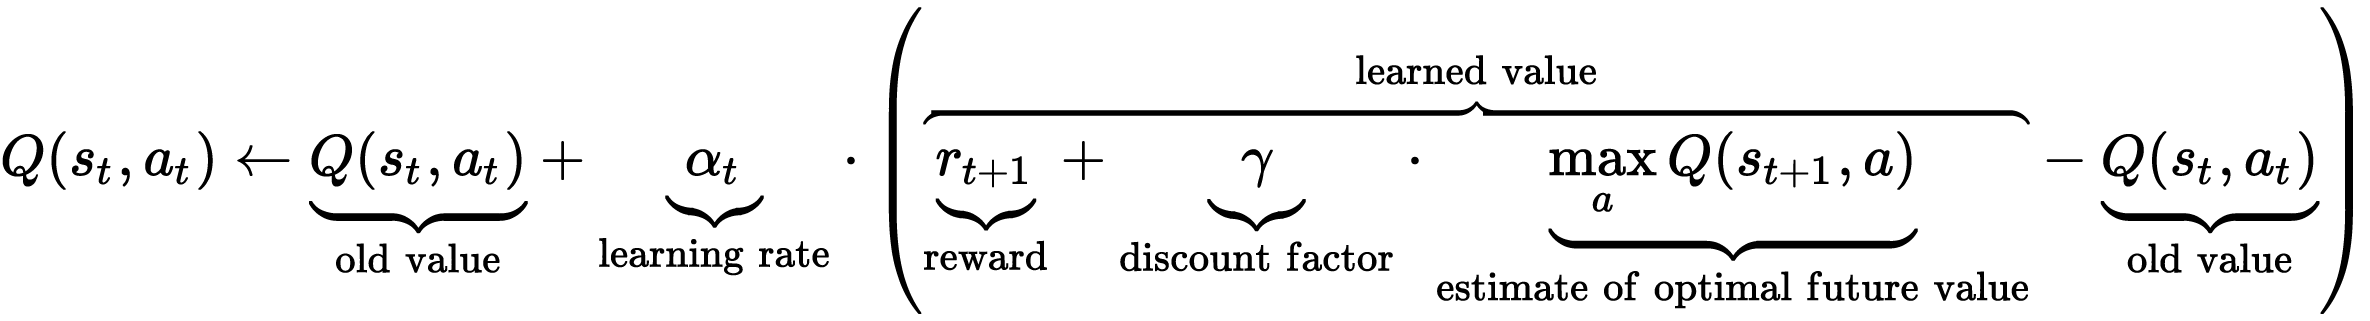 learned value
Q(s_t, a_t) ← Q(s_t, a_t) + α_t · ( r_{t+1} + γ · max_a Q(s_{t+1}, a) − Q(s_t, a_t) )
old value learning rate reward discount factor estimate of optimal future value old value